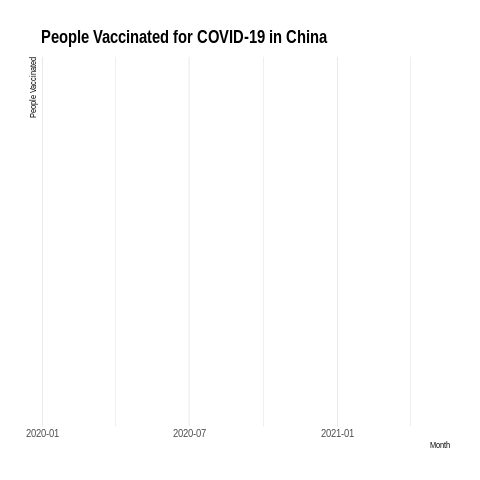 People Vaccinated for COVID-19 in China
People Vaccinated
2020-01
2020-07
2021-01
Month